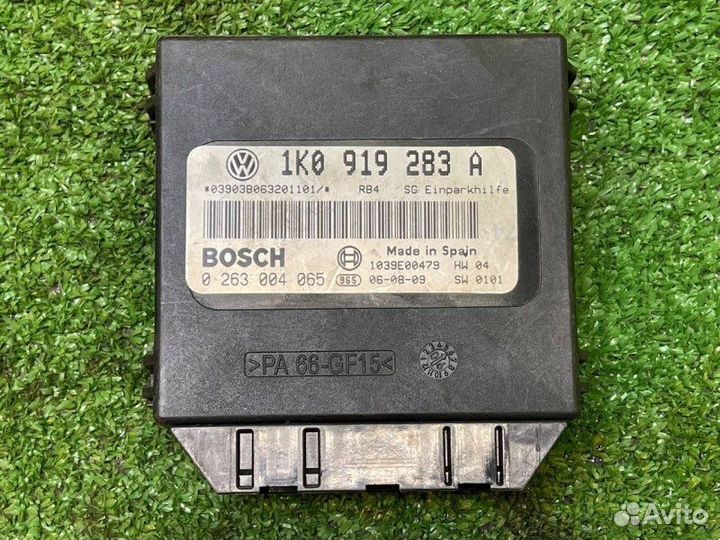 1K0 919 283 A
*03903B063201101/* RB4 SG Einparkhilfe
BOSCH
Made in Spain
1039E00479 HW 04
0 263 004 065 965 06-08-09 SW 0101
>PA 66-GF15<
Avito